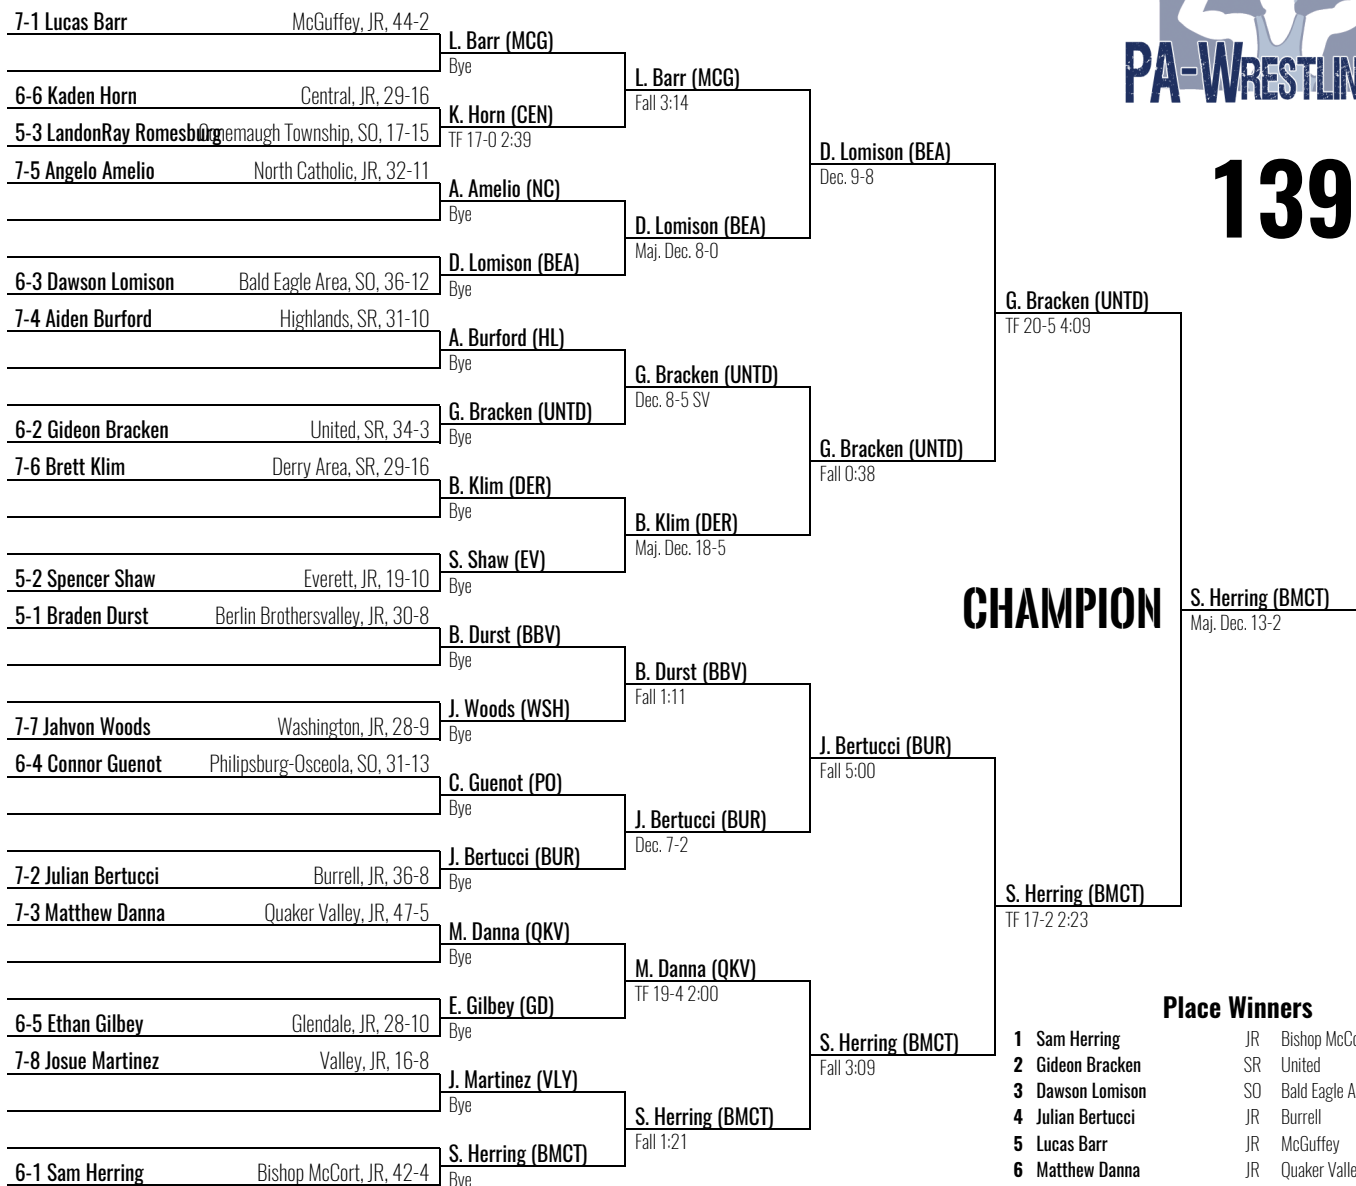 7-1 Lucas Barr McGuffey, JR, 44-2
L. Barr (MCG)
Bye
6-6 Kaden Horn Central, JR, 29-16
K. Horn (CEN)
TF 17-0 2:39
5-3 LandonRay Romesburg Township, SO, 17-15
L. Barr (MCG)
Fall 3:14
7-5 Angelo Amelio North Catholic, JR, 32-11
A. Amelio (NC)
Bye
D. Lomison (BEA)
Maj. Dec. 8-0
D. Lomison (BEA)
Bye
6-3 Dawson Lomison Bald Eagle Area, SO, 36-12
D. Lomison (BEA)
Dec. 9-8
7-4 Aiden Burford Highlands, SR, 31-10
A. Burford (HL)
Bye
G. Bracken (UNTD)
Dec. 8-5 SV
G. Bracken (UNTD)
Bye
6-2 Gideon Bracken United, SR, 34-3
G. Bracken (UNTD)
Fall 0:38
7-6 Brett Klim Derry Area, SR, 29-16
B. Klim (DER)
Bye
B. Klim (DER)
Maj. Dec. 18-5
S. Shaw (EV)
Bye
5-2 Spencer Shaw Everett, JR, 19-10
G. Bracken (UNTD)
TF 20-5 4:09
5-1 Braden Durst Berlin Brothersvalley, JR, 30-8
B. Durst (BBV)
Bye
B. Durst (BBV)
Fall 1:11
J. Woods (WSH)
Bye
7-7 Jahvon Woods Washington, JR, 28-9
6-4 Connor Guenot Philipsburg-Osceola, SO, 31-13
C. Guenot (PO)
Bye
J. Bertucci (BUR)
Dec. 7-2
J. Bertucci (BUR)
Bye
7-2 Julian Bertucci Burrell, JR, 36-8
J. Bertucci (BUR)
Fall 5:00
7-3 Matthew Danna Quaker Valley, JR, 47-5
M. Danna (QKV)
Bye
M. Danna (QKV)
TF 19-4 2:00
E. Gilbey (GD)
Bye
6-5 Ethan Gilbey Glendale, JR, 28-10
7-8 Josue Martinez Valley, JR, 16-8
J. Martinez (VLY)
Bye
S. Herring (BMCT)
Fall 1:21
S. Herring (BMCT)
Bye
6-1 Sam Herring Bishop McCort, JR, 42-4
S. Herring (BMCT)
Fall 3:09
S. Herring (BMCT)
TF 17-2 2:23
CHAMPION
S. Herring (BMCT)
Maj. Dec. 13-2
PA-WRESTLIN
139
Place Winners
1 Sam Herring JR Bishop McCo
2 Gideon Bracken SR United
3 Dawson Lomison SO Bald Eagle A
4 Julian Bertucci JR Burrell
5 Lucas Barr JR McGuffey
6 Matthew Danna JR Quaker Valle